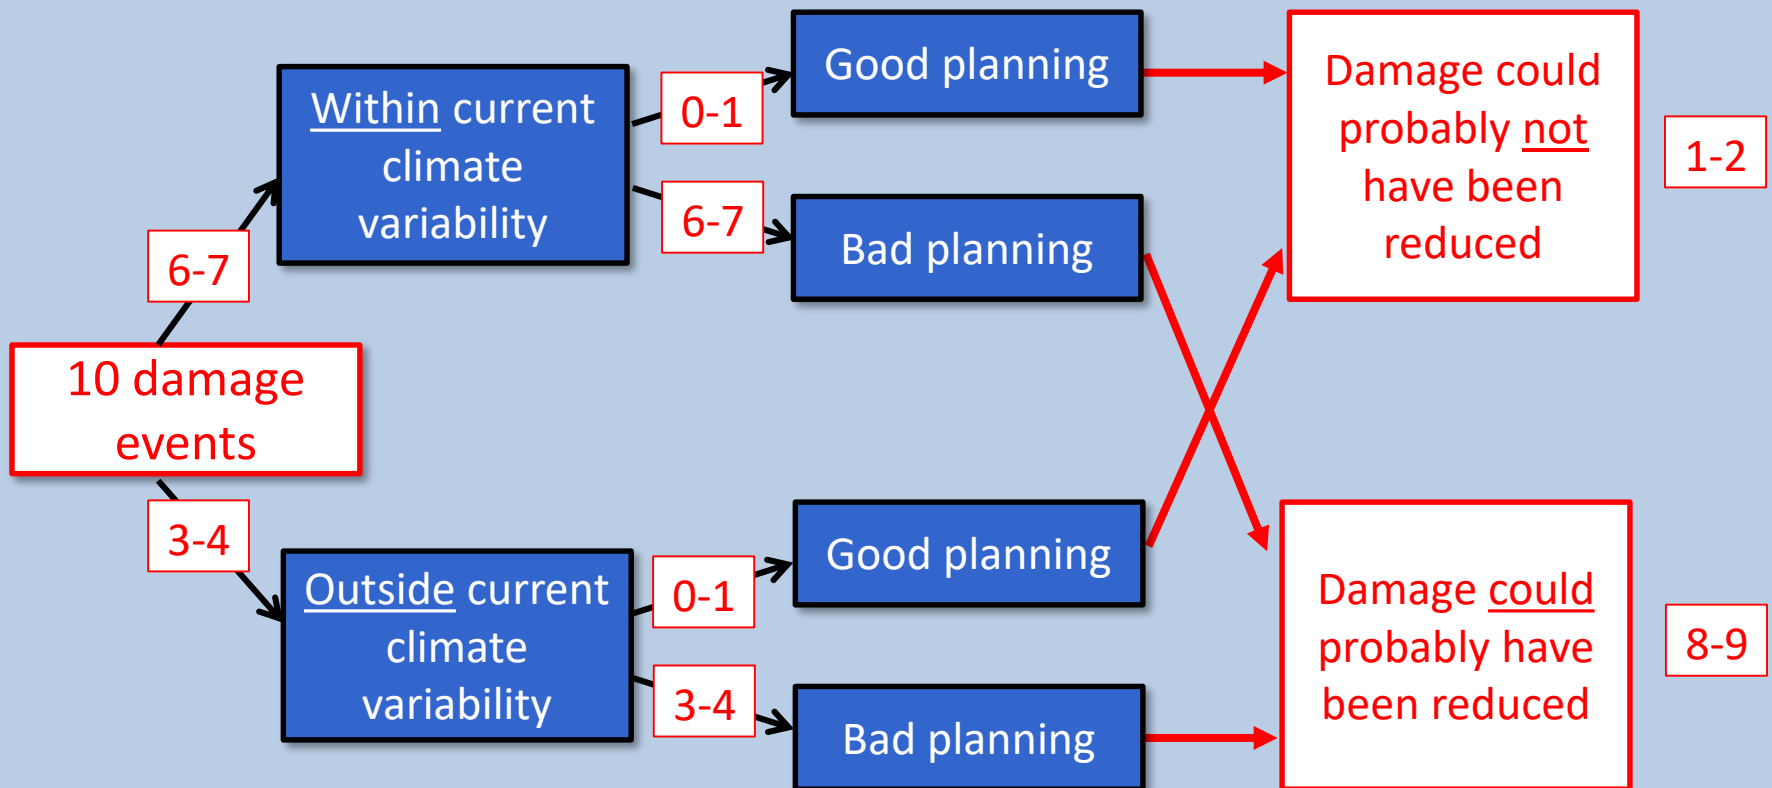 10 damage
events
6-7
3-4
Within current
climate
variability
Outside current
climate
variability
0-1
6-7
0-1
3-4
Good planning
Bad planning
Good planning
Bad planning
Damage could
probably not
have been
reduced
1-2
Damage could
probably have
been reduced
8-9